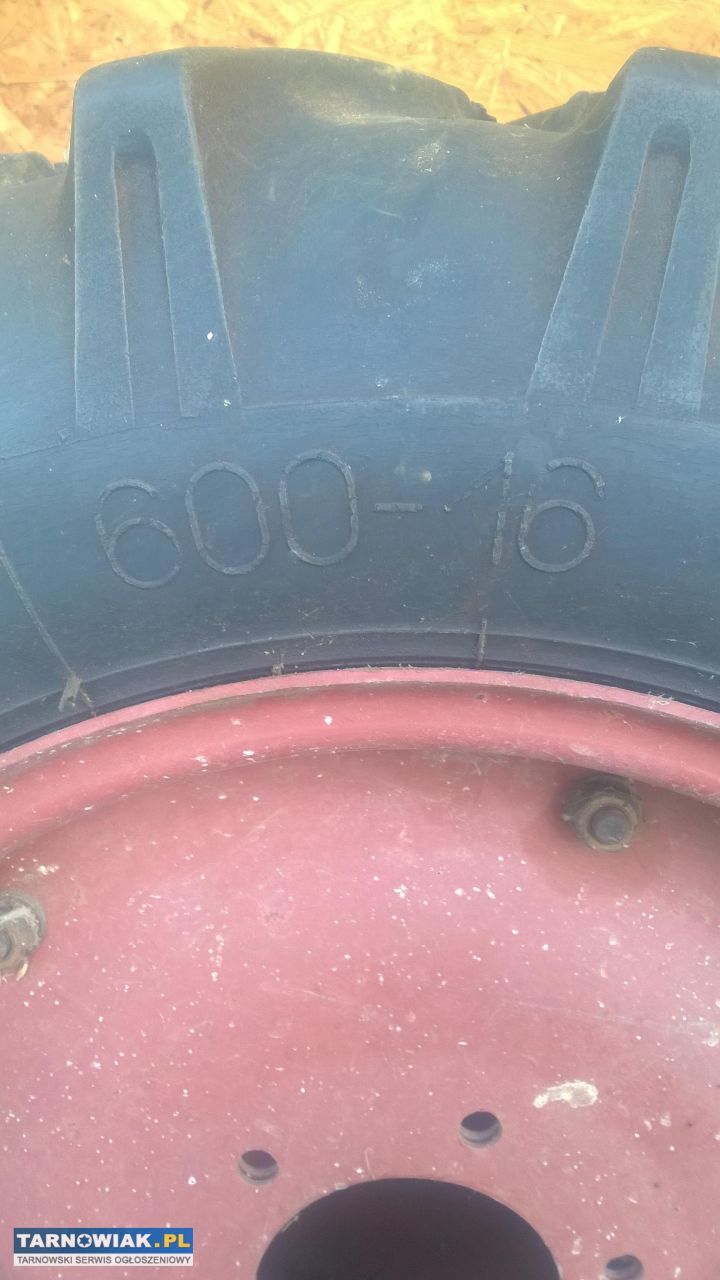 600-16
TARNOWIAK.PL
TARNOWSKI SERWIS OGŁOSZENIOWY